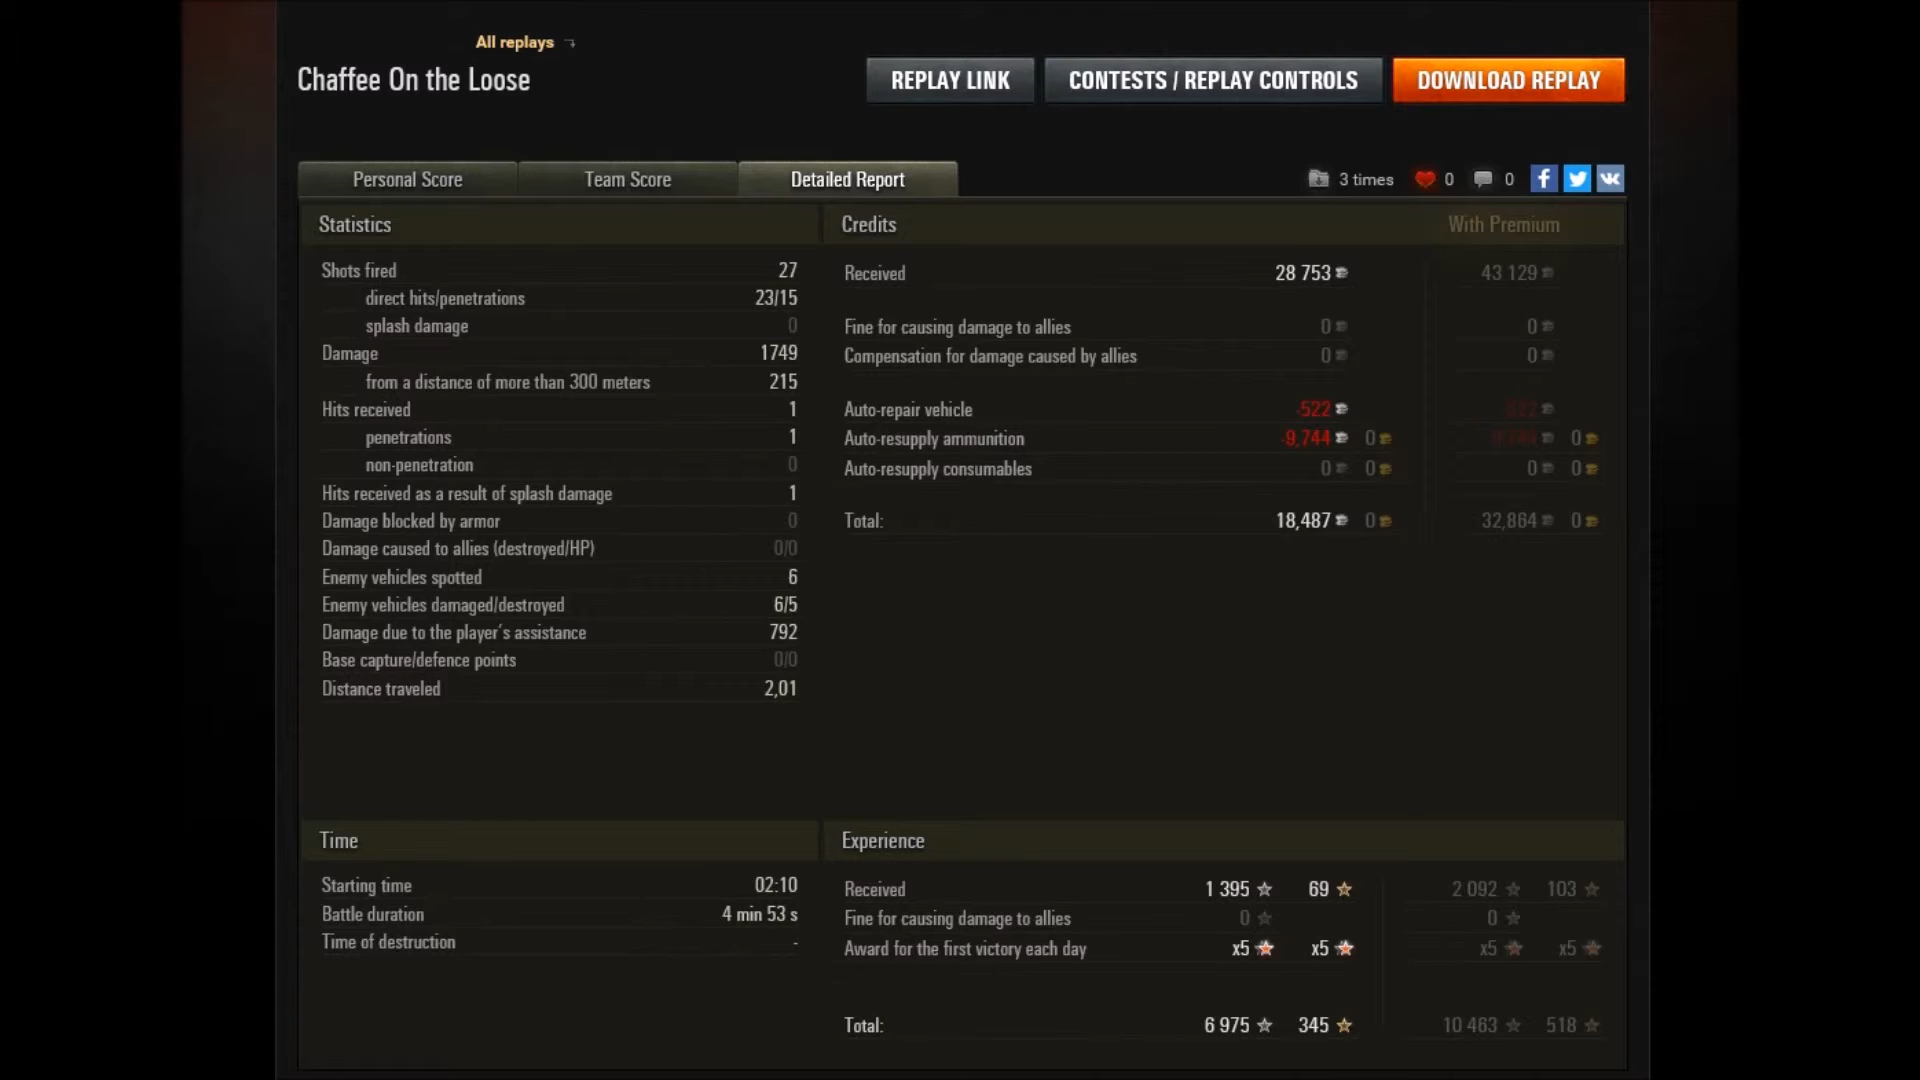 All replays
Chaffee On the Loose
REPLAY LINK
CONTESTS / REPLAY CONTROLS
DOWNLOAD REPLAY
Personal Score
Team Score
Detailed Report
3 times
0
0
Statistics
Shots fired 27
direct hits/penetrations 23/15
splash damage 0
Damage 1749
from a distance of more than 300 meters 215
Hits received 1
penetrations 1
non-penetration 0
Hits received as a result of splash damage 1
Damage blocked by armor 0
Damage caused to allies (destroyed/HP) 0/0
Enemy vehicles spotted 6
Enemy vehicles damaged/destroyed 6/5
Damage due to the player's assistance 792
Base capture/defence points 0/0
Distance traveled 2,01
Credits With Premium
Received 28 753 43 129
Fine for causing damage to allies 0 0
Compensation for damage caused by allies 0 0
Auto-repair vehicle -522 -522
Auto-resupply ammunition -9,744 0 0
Auto-resupply consumables 0 0 0 0
Total: 18,487 0 32,864 0
Time
Starting time 02:10
Battle duration 4 min 53 s
Time of destruction -
Experience
Received 1 395 69 2 092 103
Fine for causing damage to allies 0 0
Award for the first victory each day x5 x5 x5 x5
Total: 6 975 345 10 463 518